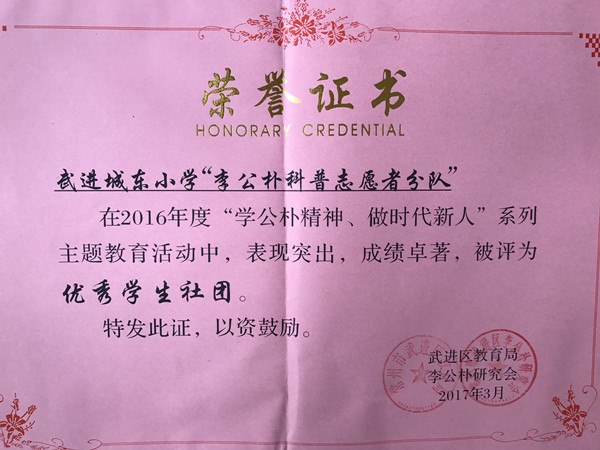 荣誉证书
HONORARY CREDENTIAL
武进城东小学“李公朴科普志愿者分队”
在2016年度“学公朴精神、做时代新人”系列
主题教育活动中，表现突出，成绩卓著，被评为
优秀学生社团。
特发此证，以资鼓励。
武进区教育局
李公朴研究会
2017年3月